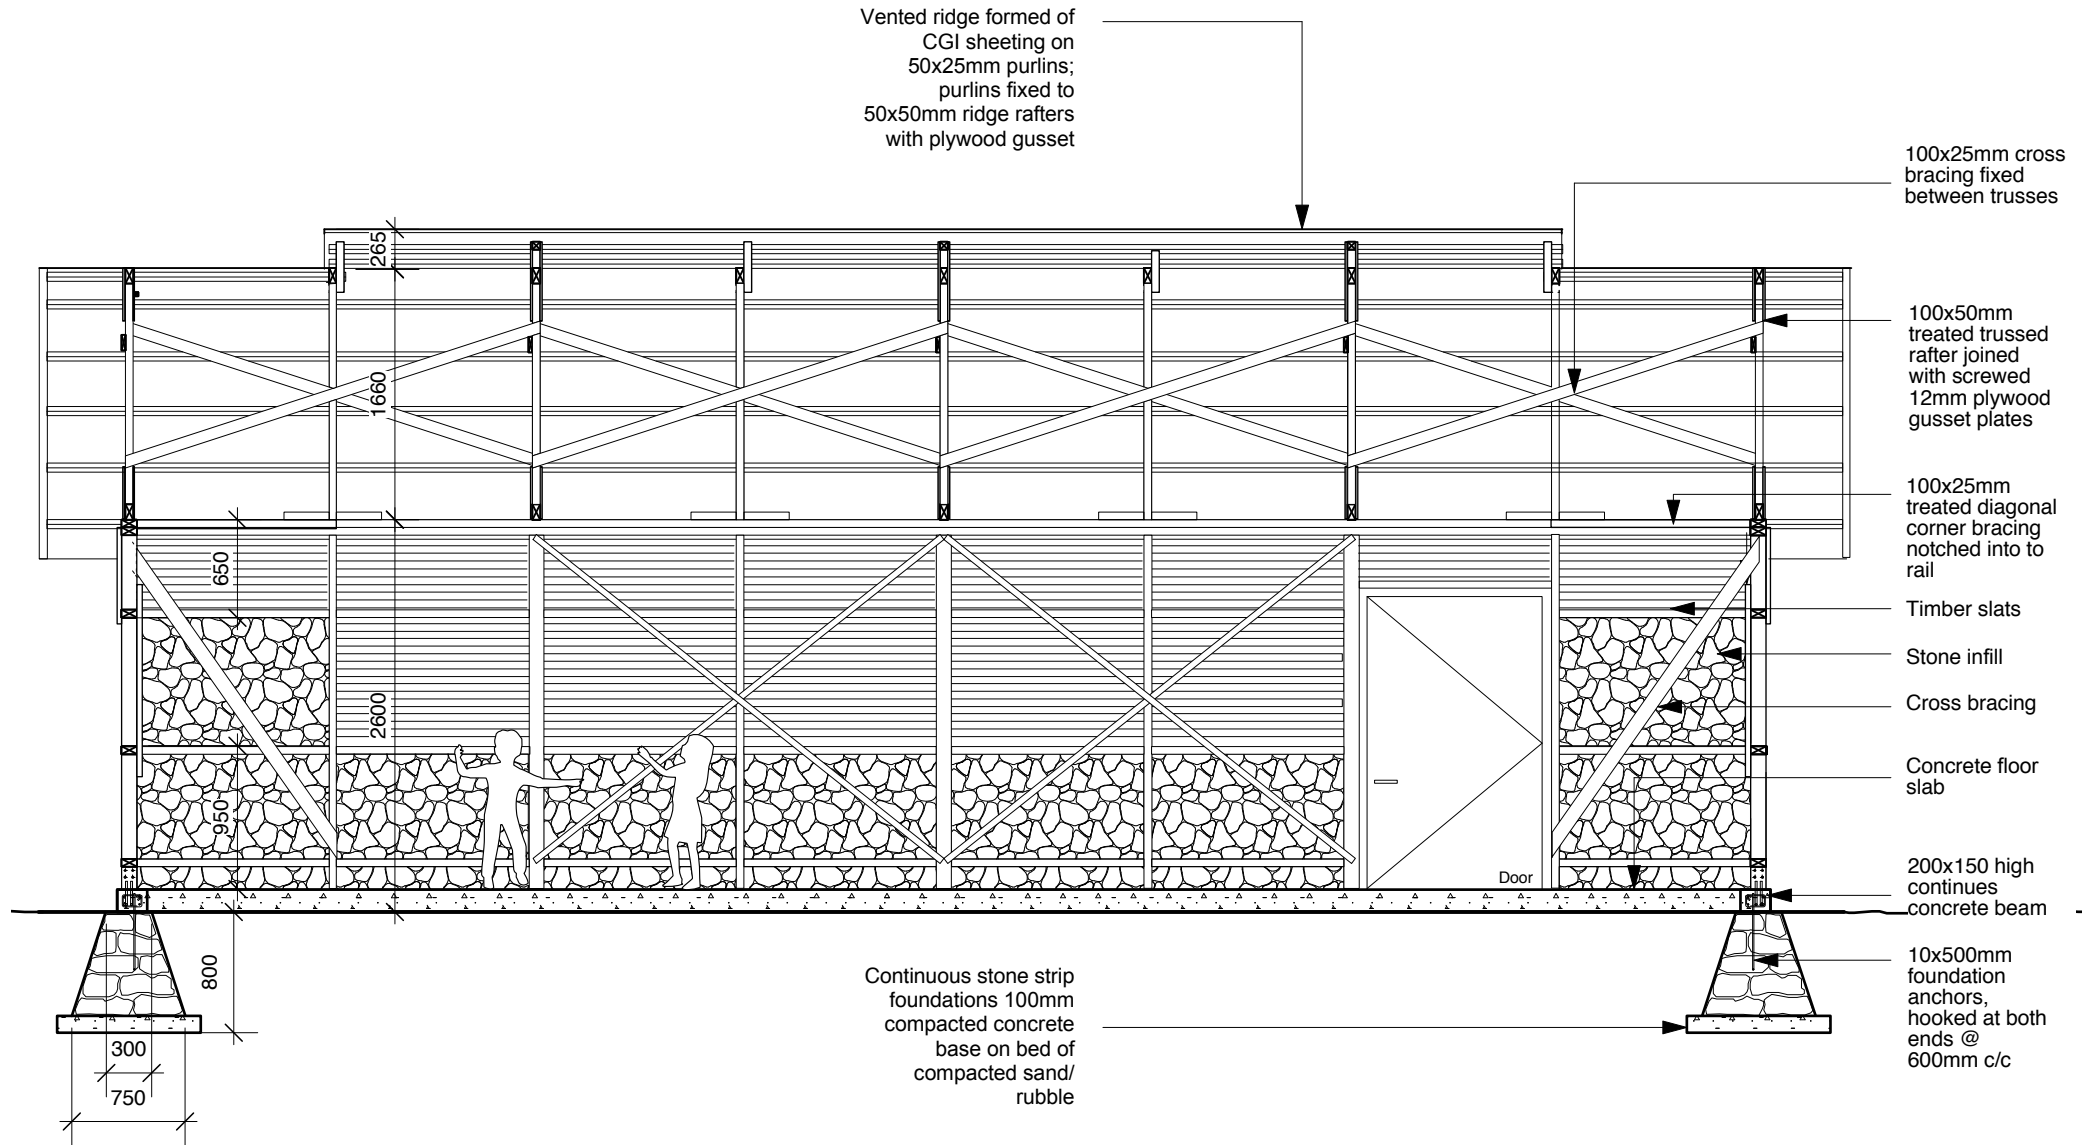 Vented ridge formed of
CGI sheeting on
50x25mm purlins;
purlins fixed to
50x50mm ridge rafters
with plywood gusset
100x25mm cross
bracing fixed
between trusses
265
1660
100x50mm
treated trussed
rafter joined
with screwed
12mm plywood
gusset plates
100x25mm
treated diagonal
corner bracing
notched into to
rail
650
Timber slats
Stone infill
2600
Cross bracing
950
Concrete floor
slab
Door
200x150 high
continues
concrete beam
800
10x500mm
foundation
anchors,
hooked at both
ends @
600mm c/c
Continuous stone strip
foundations 100mm
compacted concrete
base on bed of
compacted sand/
rubble
300
750